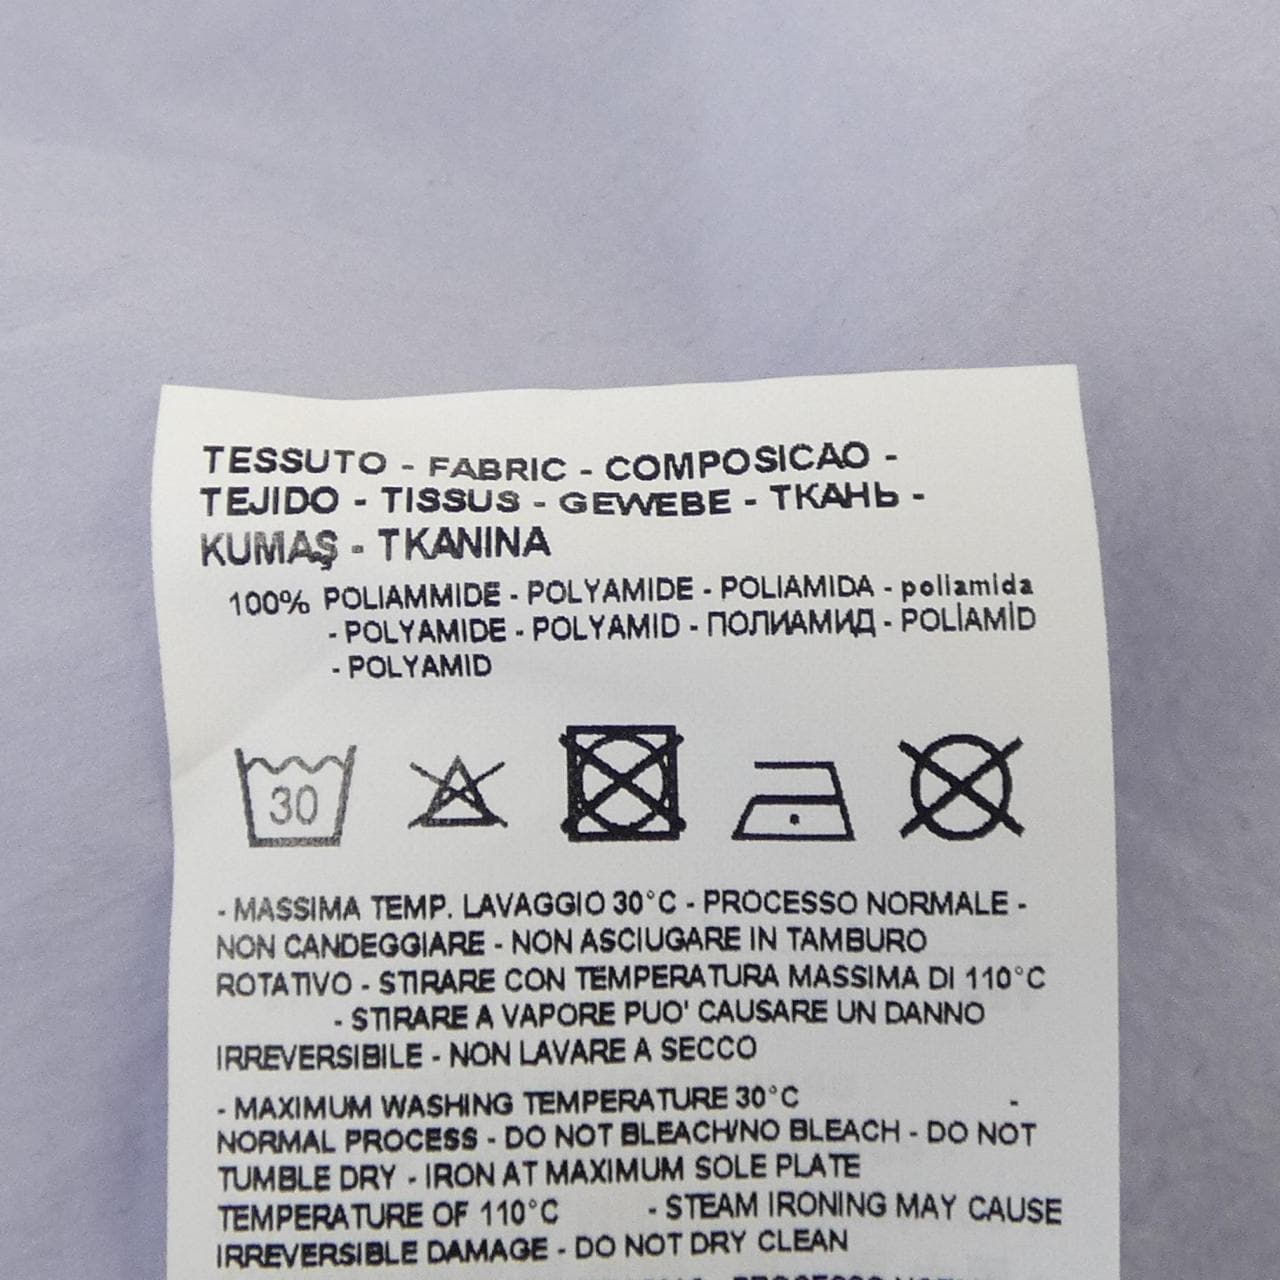 TESSUTO - FABRIC - COMPOSICAO -
TEJIDO - TISSUS - GEWEBE - ТКАНЬ -
KUMAŞ - TKANINA
100% POLIAMMIDE - POLYAMIDE - POLIAMIDA - poliamida
- POLYAMIDE - POLYAMID - ПОЛИАМИД - POLİAMİD
- POLYAMID
30
- MASSIMA TEMP. LAVAGGIO 30°C - PROCESSO NORMALE -
NON CANDEGGIARE - NON ASCIUGARE IN TAMBURO
ROTATIVO - STIRARE CON TEMPERATURA MASSIMA DI 110°C
- STIRARE A VAPORE PUO' CAUSARE UN DANNO
IRREVERSIBILE - NON LAVARE A SECCO
- MAXIMUM WASHING TEMPERATURE 30°C -
NORMAL PROCESS - DO NOT BLEACH/NO BLEACH - DO NOT
TUMBLE DRY - IRON AT MAXIMUM SOLE PLATE
TEMPERATURE OF 110°C - STEAM IRONING MAY CAUSE
IRREVERSIBLE DAMAGE - DO NOT DRY CLEAN